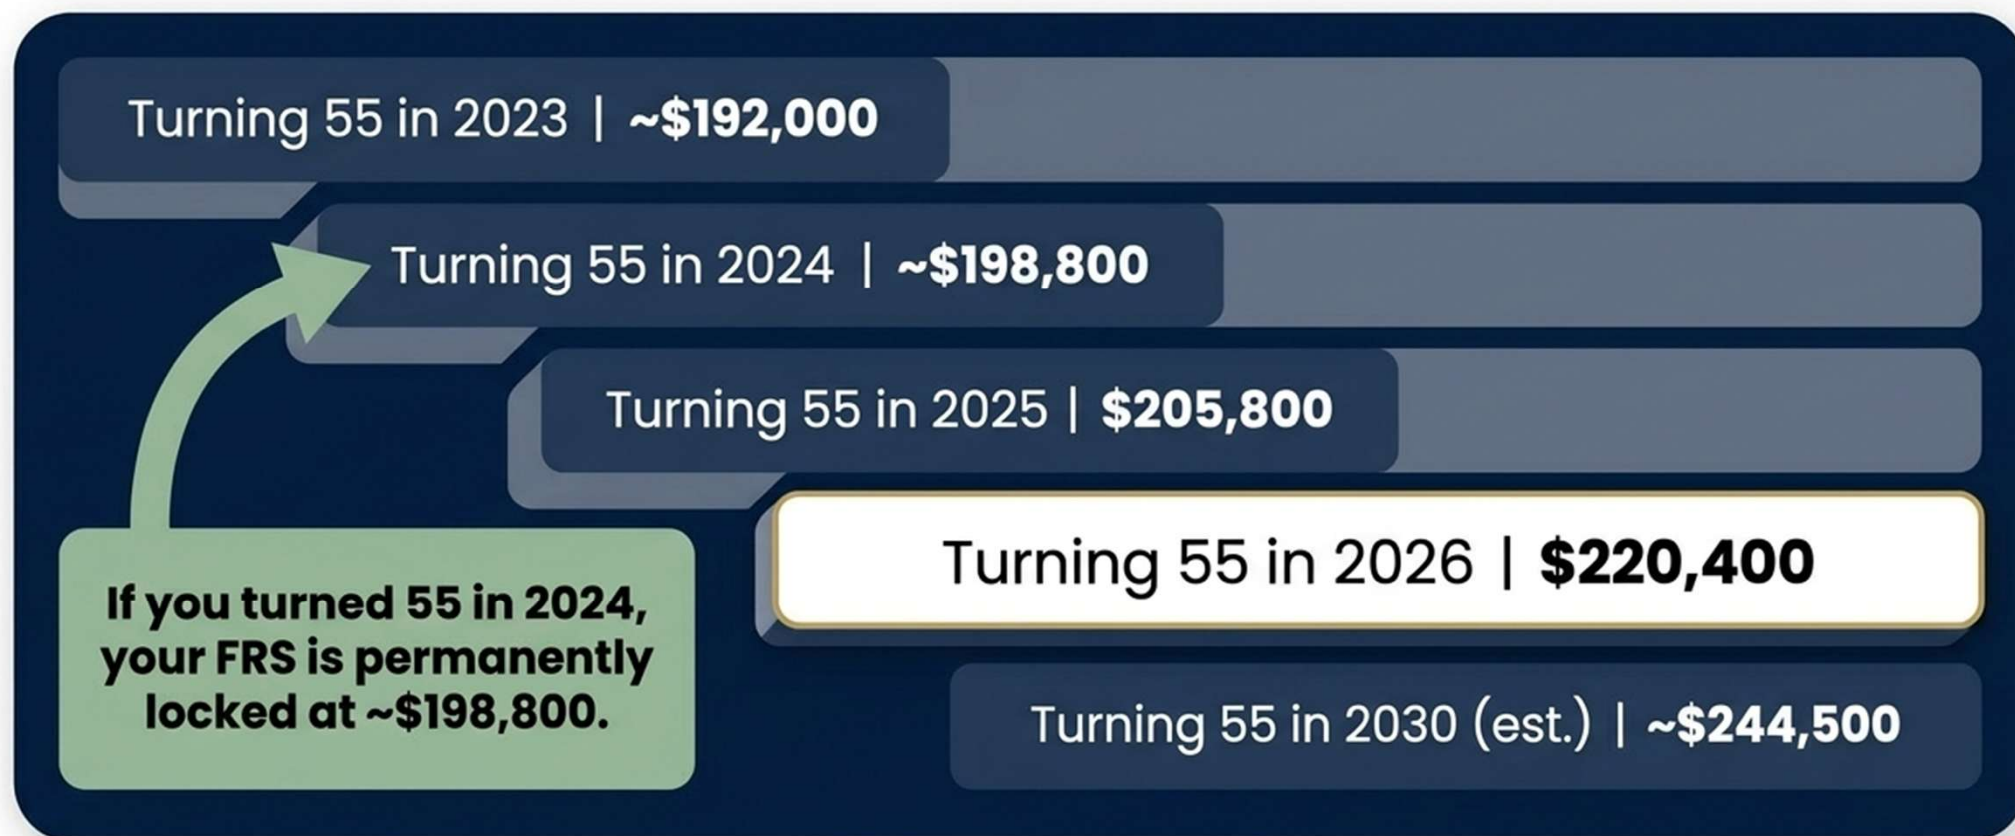 Turning 55 in 2023 | ~$192,000
Turning 55 in 2024 | ~$198,800
Turning 55 in 2025 | $205,800
Turning 55 in 2026 | $220,400
If you turned 55 in 2024,
your FRS is permanently
locked at ~$198,800.
Turning 55 in 2030 (est.) | ~$244,500